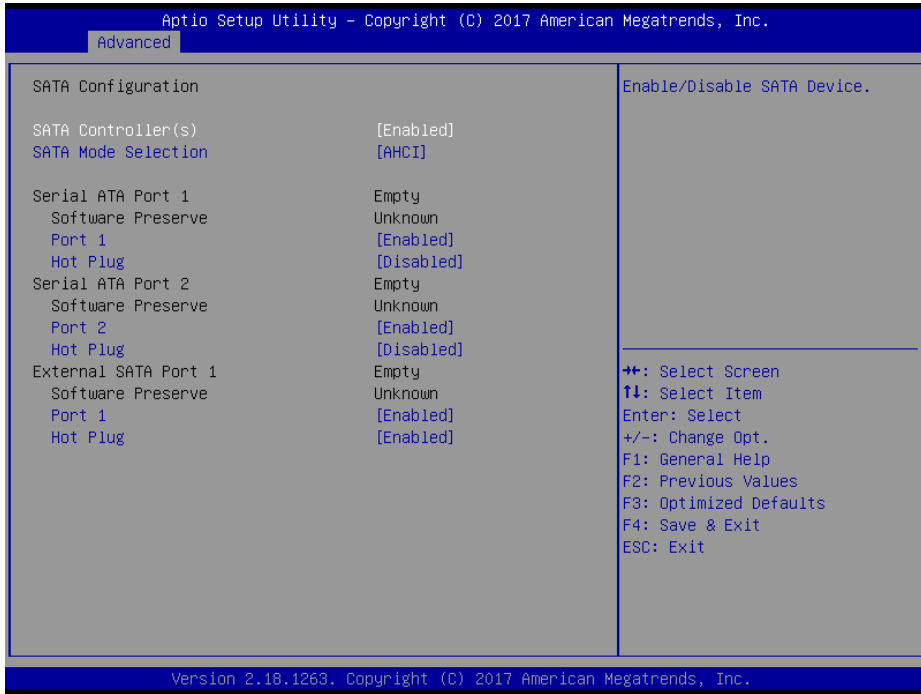 Aptio Setup Utility – Copyright (C) 2017 American Megatrends, Inc.
Advanced
SATA Configuration
SATA Controller(s) [Enabled]
SATA Mode Selection [AHCI]
Serial ATA Port 1 Empty
Software Preserve Unknown
Port 1 [Enabled]
Hot Plug [Disabled]
Serial ATA Port 2 Empty
Software Preserve Unknown
Port 2 [Enabled]
Hot Plug [Disabled]
External SATA Port 1 Empty
Software Preserve Unknown
Port 1 [Enabled]
Hot Plug [Enabled]
Enable/Disable SATA Device.
→←: Select Screen
↑↓: Select Item
Enter: Select
+/-: Change Opt.
F1: General Help
F2: Previous Values
F3: Optimized Defaults
F4: Save & Exit
ESC: Exit
Version 2.18.1263. Copyright (C) 2017 American Megatrends, Inc.